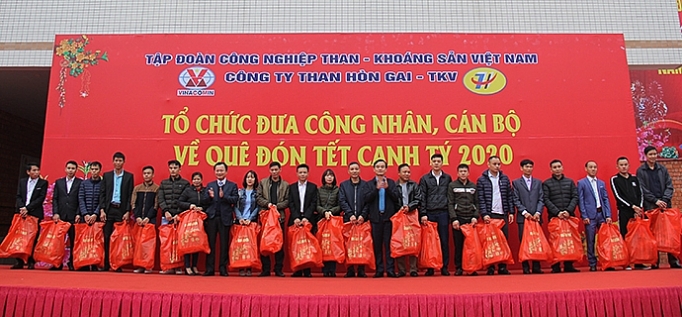 TẬP ĐOÀN CÔNG NGHIỆP THAN - KHOÁNG SẢN VIỆT NAM
VINACOMIN
CÔNG TY THAN HÒN GAI - TKV
TỔ CHỨC ĐƯA CÔNG NHÂN, CÁN BỘ
VỀ QUÊ ĐÓN TẾT CANH TÝ 2020